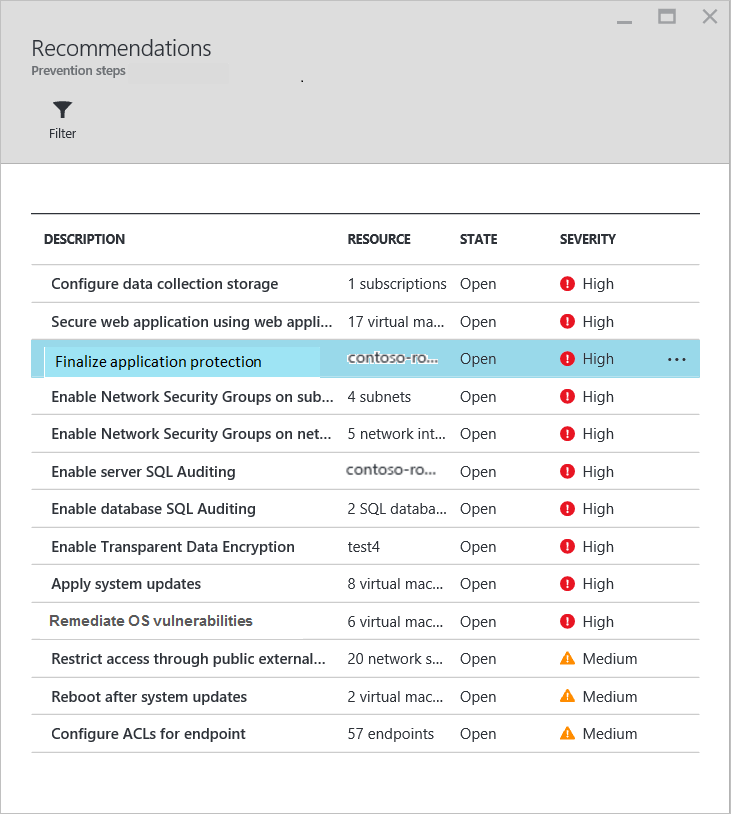 Recommendations
Prevention steps
Filter
DESCRIPTION RESOURCE STATE SEVERITY
Configure data collection storage 1 subscriptions Open High
Secure web application using web appli... 17 virtual ma... Open High
Finalize application protection contoso-ro... Open High ...
Enable Network Security Groups on sub... 4 subnets Open High
Enable Network Security Groups on net... 5 network int... Open High
Enable server SQL Auditing contoso-ro... Open High
Enable database SQL Auditing 2 SQL databa... Open High
Enable Transparent Data Encryption test4 Open High
Apply system updates 8 virtual mac... Open High
Remediate OS vulnerabilities 6 virtual mac... Open High
Restrict access through public external... 20 network s... Open Medium
Reboot after system updates 2 virtual mac... Open Medium
Configure ACLs for endpoint 57 endpoints Open Medium